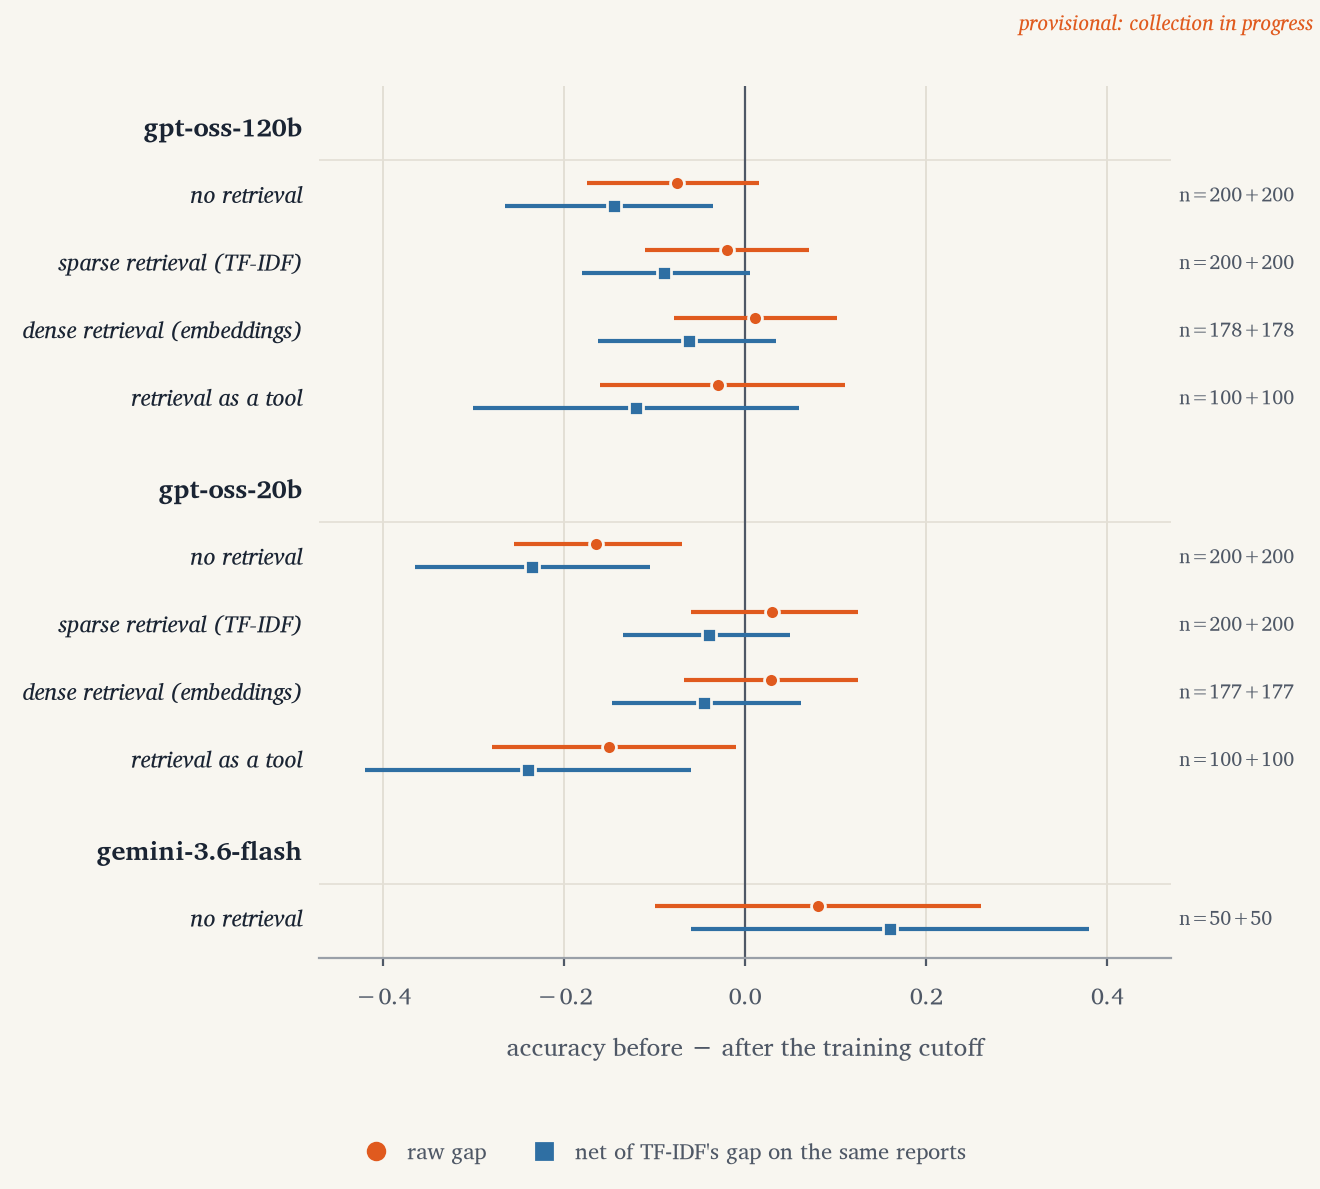 provisional: collection in progress
gpt-oss-120b
no retrieval n=200+200
sparse retrieval (TF-IDF) n=200+200
dense retrieval (embeddings) n=178+178
retrieval as a tool n=100+100
gpt-oss-20b
no retrieval n=200+200
sparse retrieval (TF-IDF) n=200+200
dense retrieval (embeddings) n=177+177
retrieval as a tool n=100+100
gemini-3.6-flash
no retrieval n=50+50
−0.4 −0.2 0.0 0.2 0.4
accuracy before − after the training cutoff
raw gap net of TF-IDF's gap on the same reports